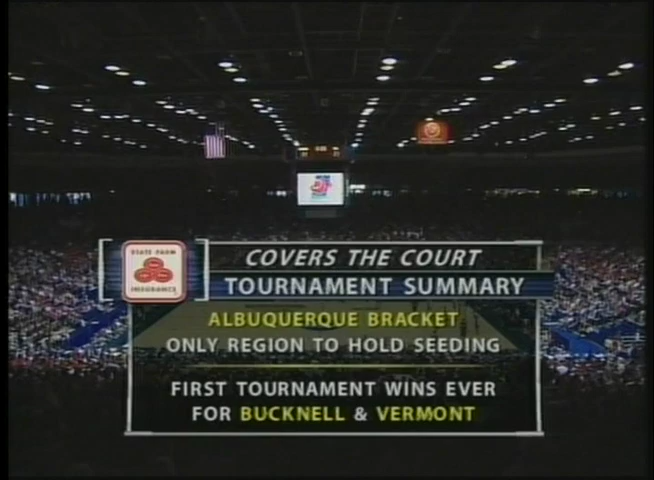 COVERS THE COURT
STATE FARM
INSURANCE
TOURNAMENT SUMMARY
ALBUQUERQUE BRACKET
ONLY REGION TO HOLD SEEDING
FIRST TOURNAMENT WINS EVER
FOR BUCKNELL & VERMONT